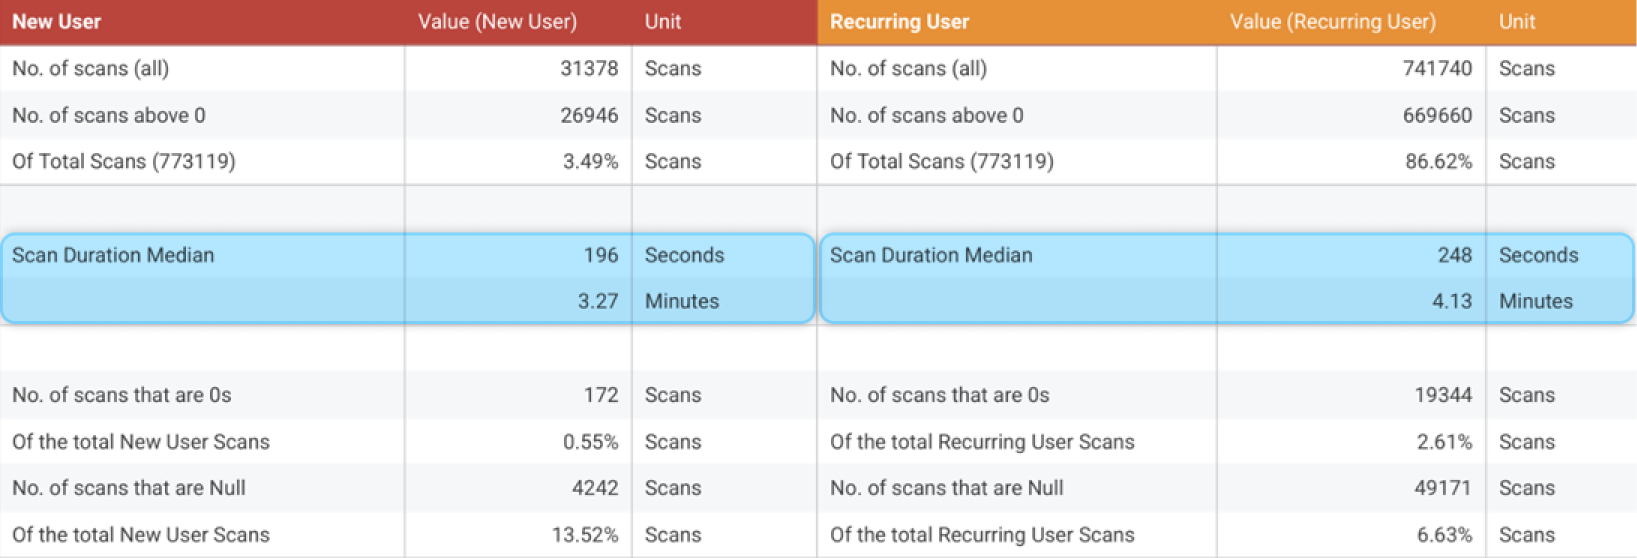 New User Value (New User) Unit Recurring User Value (Recurring User) Unit
No. of scans (all) 31378 Scans No. of scans (all) 741740 Scans
No. of scans above 0 26946 Scans No. of scans above 0 669660 Scans
Of Total Scans (773119) 3.49% Scans Of Total Scans (773119) 86.62% Scans
Scan Duration Median 196 Seconds Scan Duration Median 248 Seconds
3.27 Minutes 4.13 Minutes
No. of scans that are 0s 172 Scans No. of scans that are 0s 19344 Scans
Of the total New User Scans 0.55% Scans Of the total Recurring User Scans 2.61% Scans
No. of scans that are Null 4242 Scans No. of scans that are Null 49171 Scans
Of the total New User Scans 13.52% Scans Of the total Recurring User Scans 6.63% Scans